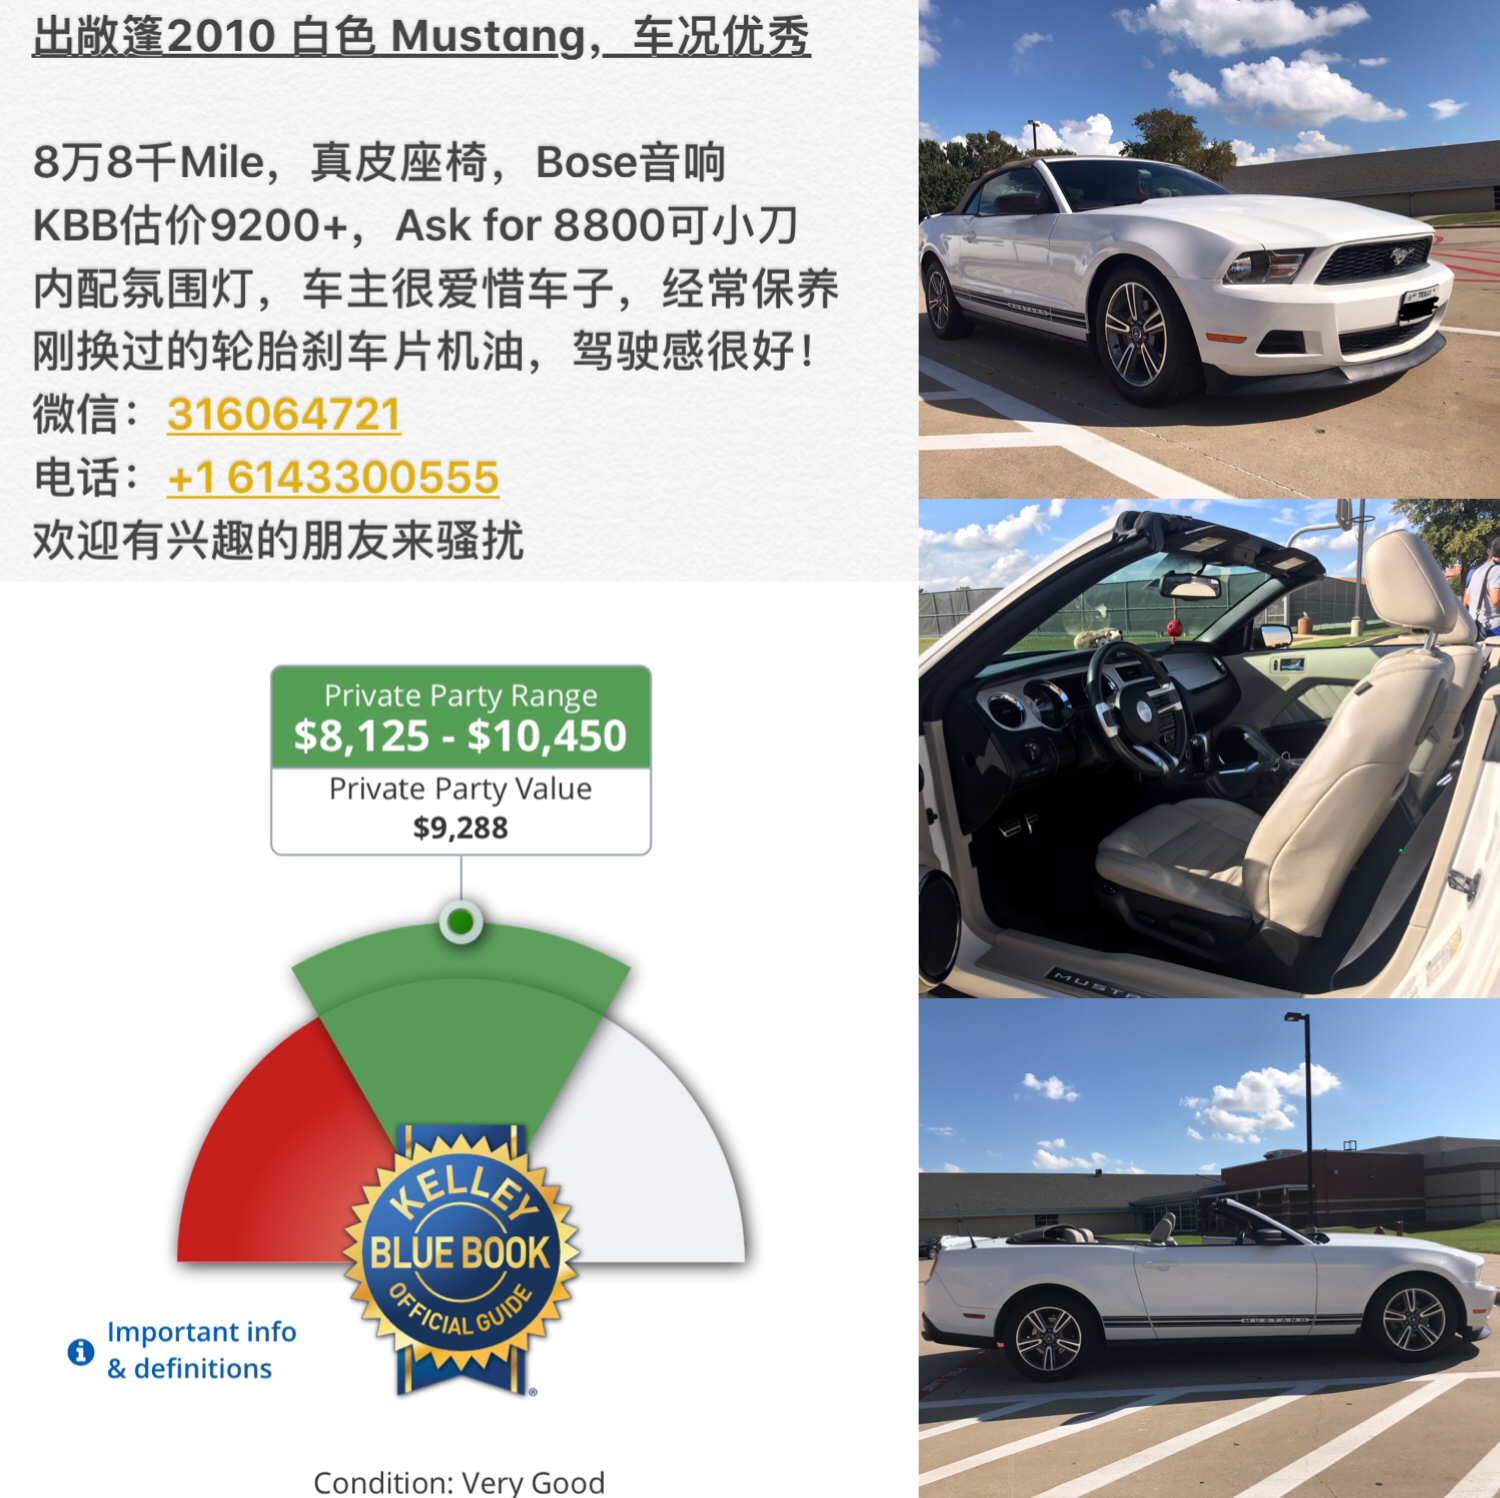 出敞篷2010 白色 Mustang，车况优秀
8万8千Mile，真皮座椅，Bose音响
KBB估价9200+，Ask for 8800可小刀
内配氛围灯，车主很爱惜车子，经常保养
刚换过的轮胎刹车片机油，驾驶感很好！
微信：316064721
电话：+1 6143300555
欢迎有兴趣的朋友来骚扰
Private Party Range
$8,125 - $10,450
Private Party Value
$9,288
KELLEY
BLUE BOOK
OFFICIAL GUIDE
®
Important info
& definitions
Condition: Very Good
MUSTANG
TEXAS
MUSTANG